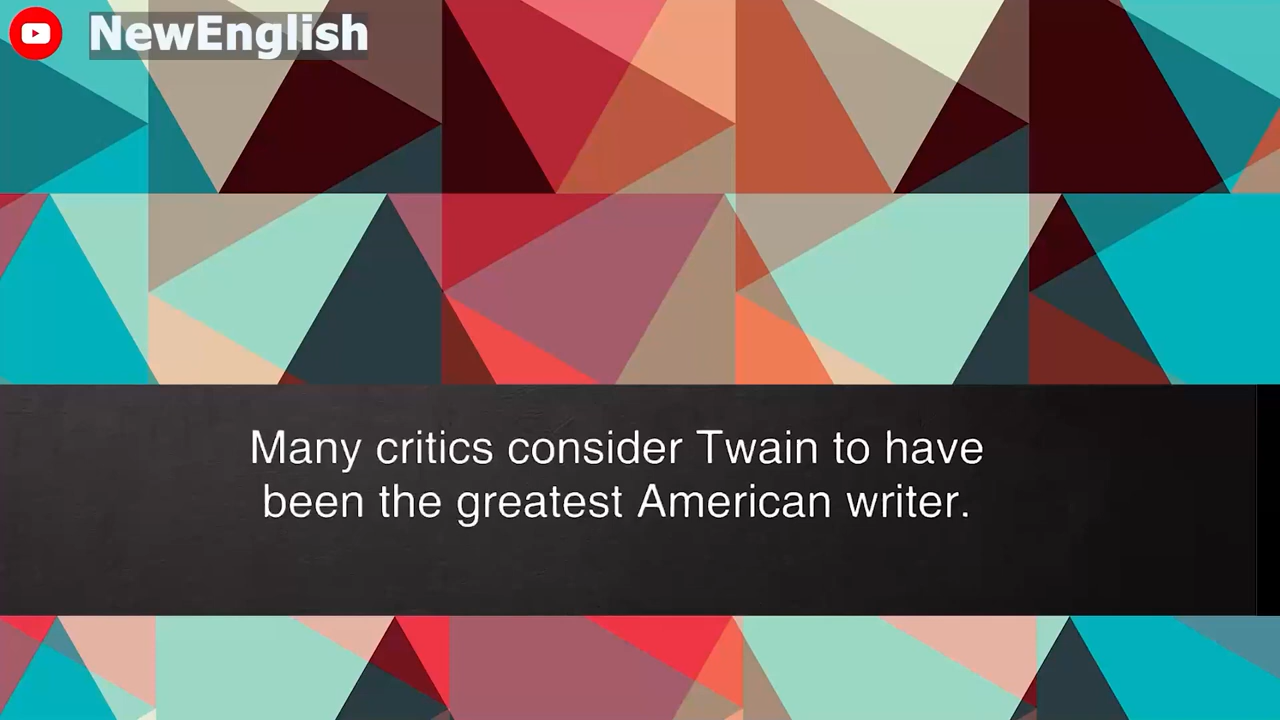 NewEnglish
Many critics consider Twain to have
been the greatest American writer.